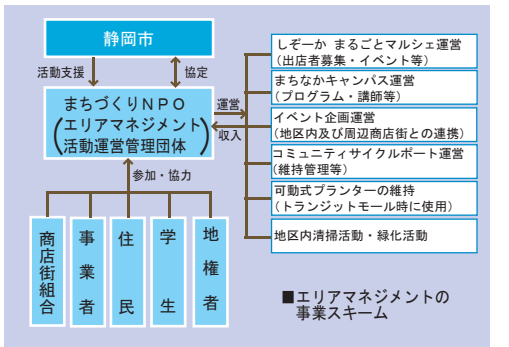 静岡市
活動支援
協定
まちづくりNPO
(エリアマネジメント
活動運営管理団体)
運営
収入
参加・協力
商店街組合
事業者
住民
学生
地権者
しぞーか まるごとマルシェ運営
(出店者募集・イベント等)
まちなかキャンパス運営
(プログラム・講師等)
イベント企画運営
(地区内及び周辺商店街との連携)
コミュニティサイクルポート運営
(維持管理等)
可動式プランターの維持
(トランジットモール時に使用)
地区内清掃活動・緑化活動
■エリアマネジメントの
事業スキーム